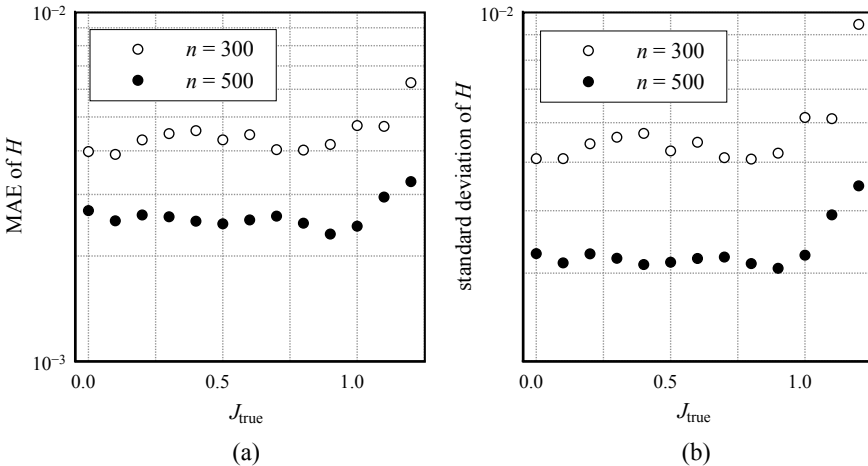 10⁻²
n = 300
n = 500
MAE of H
10⁻³
0.0 0.5 1.0
J_true
(a)
10⁻²
n = 300
n = 500
standard deviation of H
0.0 0.5 1.0
J_true
(b)